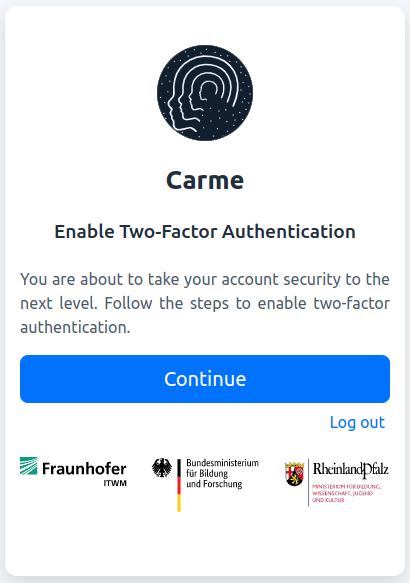 Carme
Enable Two-Factor Authentication
You are about to take your account security to the
next level. Follow the steps to enable two-factor
authentication.
Continue
Log out
Fraunhofer
ITWM
Bundesministerium
für Bildung
und Forschung
RheinlandPfalz
MINISTERIUM FÜR BILDUNG,
WISSENSCHAFT, JUGEND
UND KULTUR